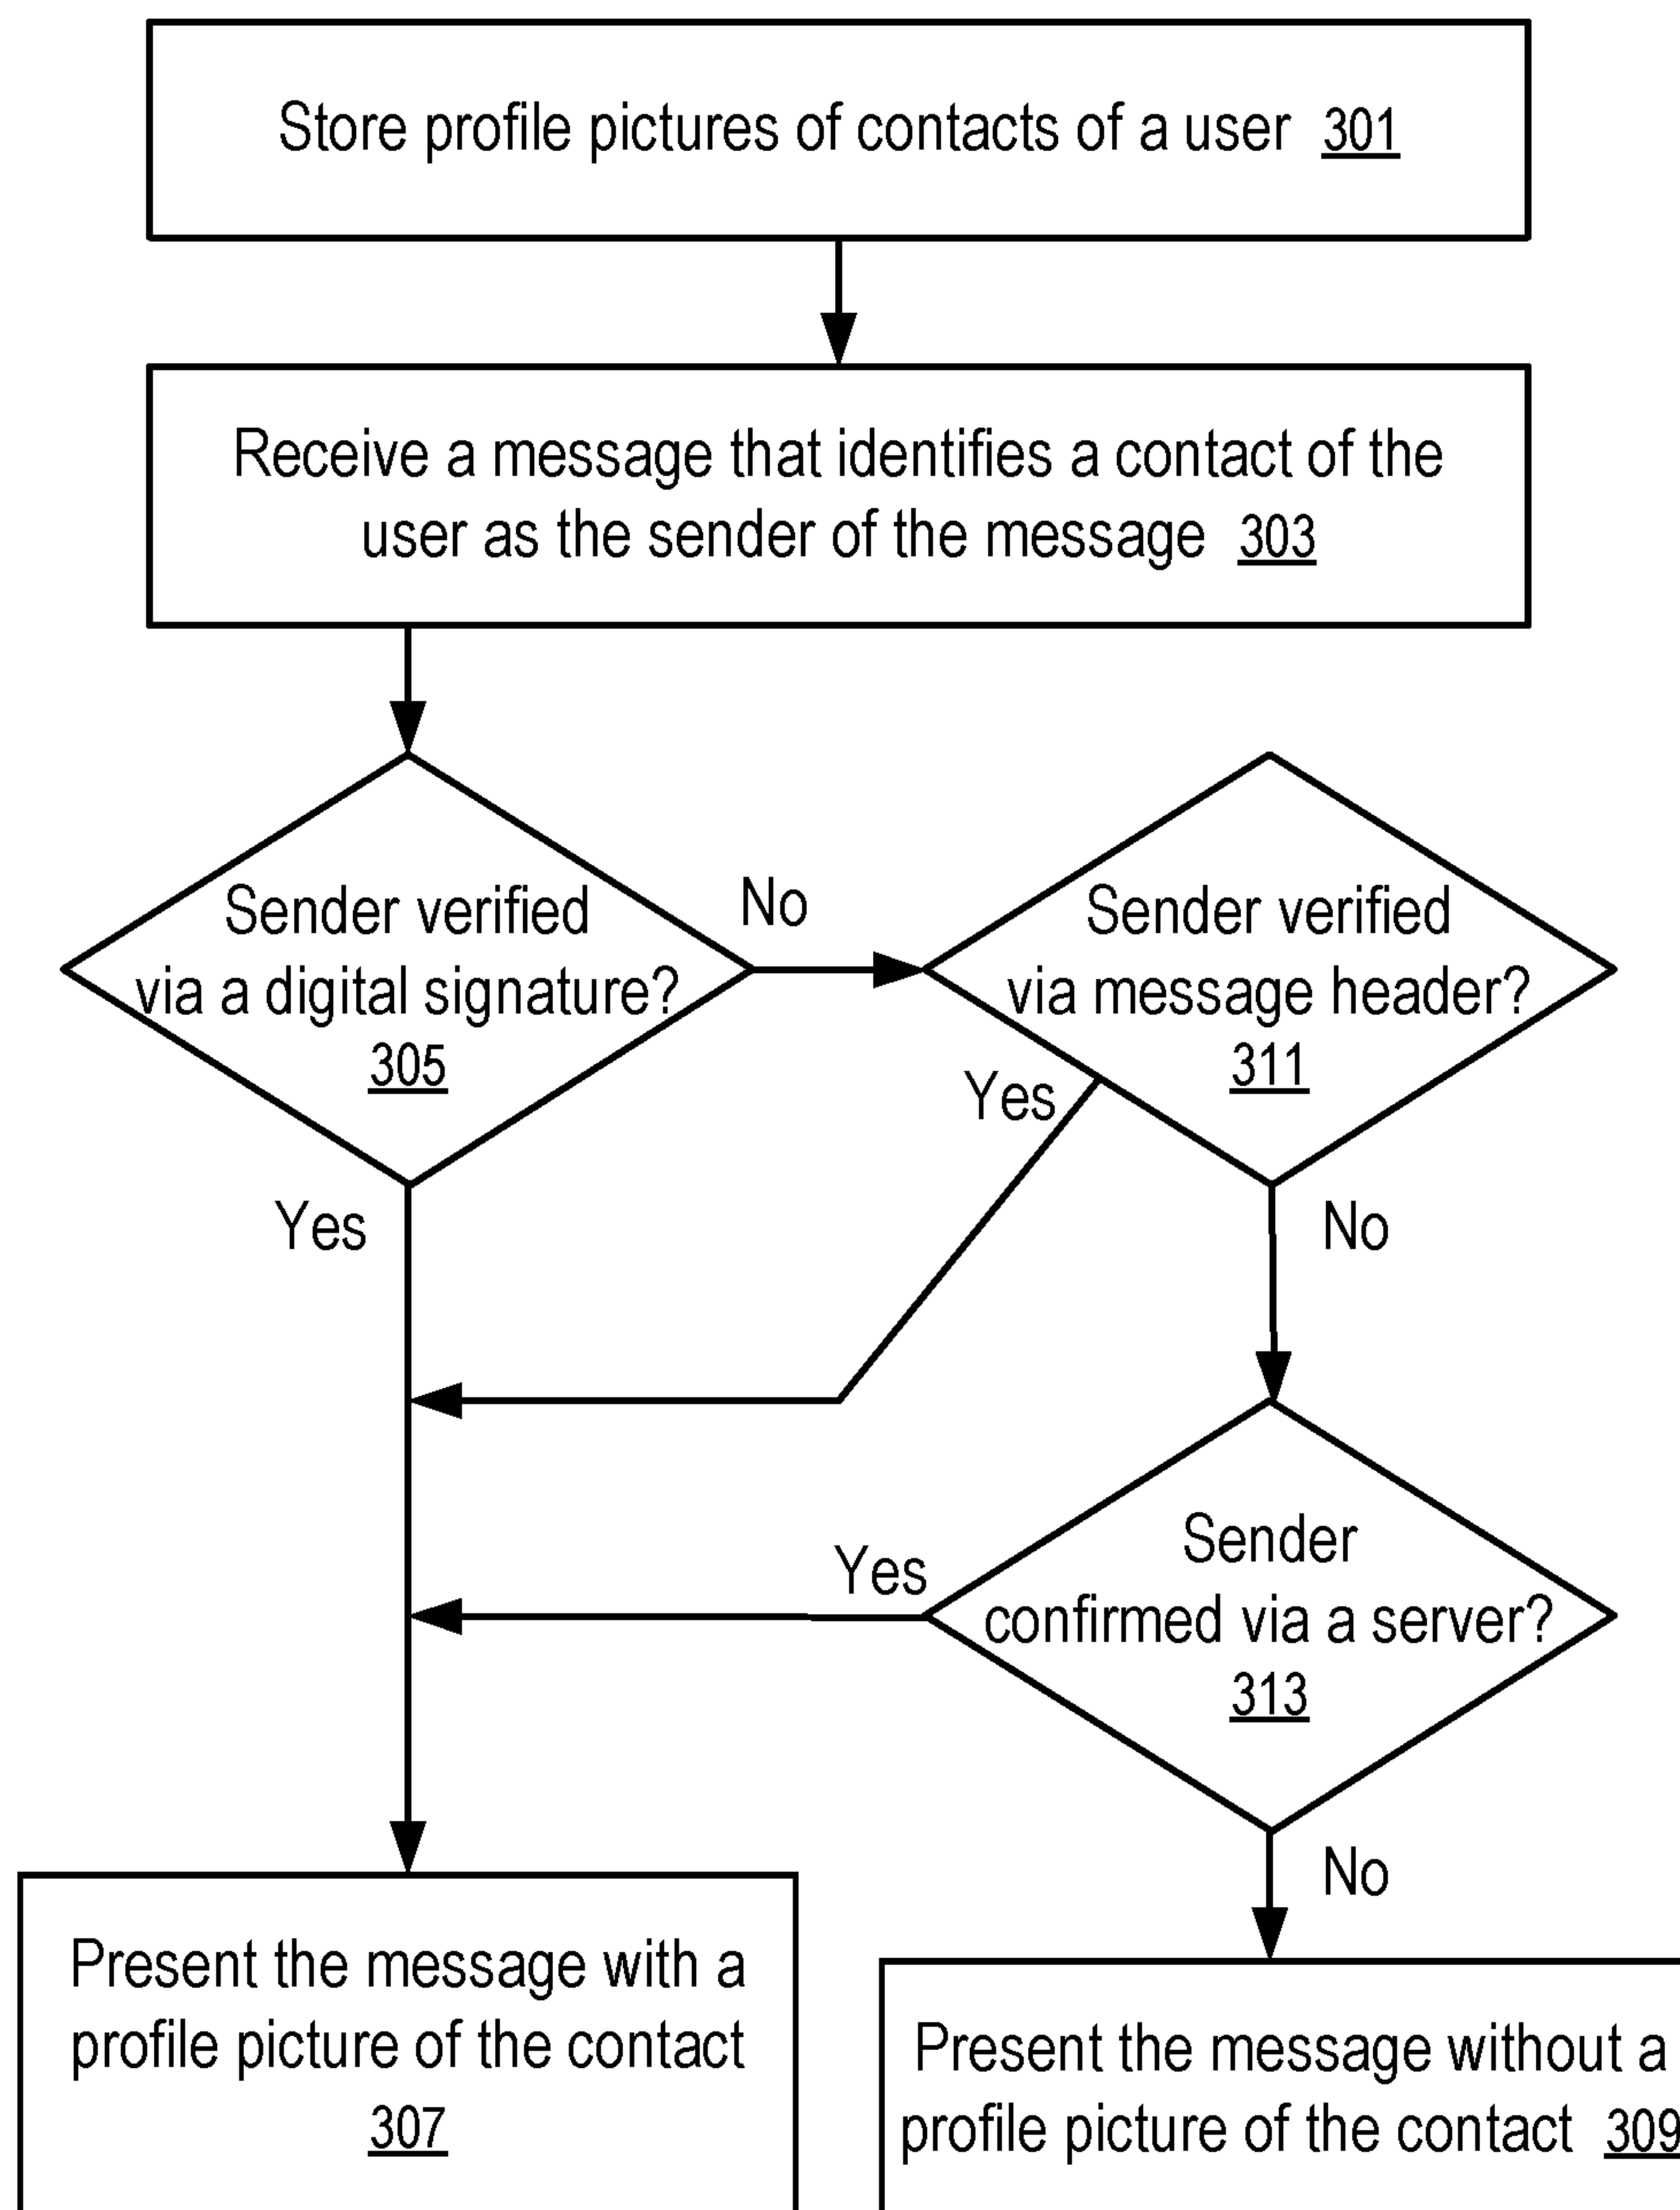 Store profile pictures of contacts of a user 301
Receive a message that identifies a contact of the
user as the sender of the message 303
Sender verified
via a digital signature?
305
No
Sender verified
via message header?
311
Yes
Yes
No
Sender
confirmed via a server?
313
Yes
No
Present the message with a
profile picture of the contact
307
Present the message without a
profile picture of the contact 309